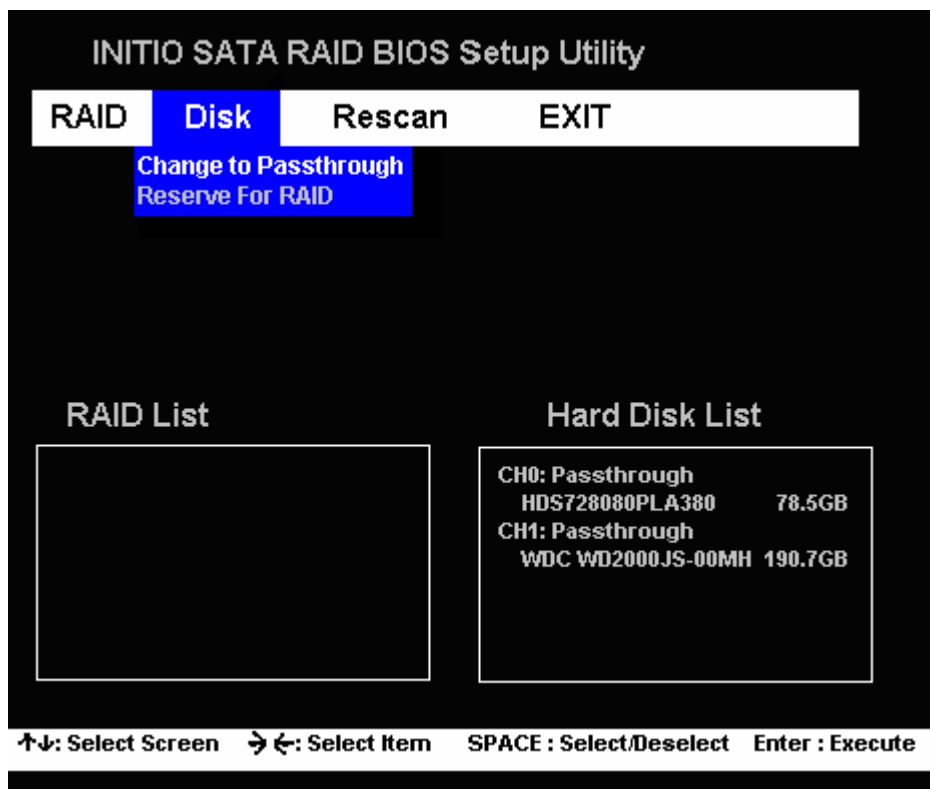 INITIO SATA RAID BIOS Setup Utility
RAID Disk Rescan EXIT
Change to Passthrough
Reserve For RAID
RAID List
Hard Disk List
CH0: Passthrough
HDS728080PLA380 78.5GB
CH1: Passthrough
WDC WD2000JS-00MH 190.7GB
↑↓: Select Screen →←: Select Item SPACE : Select/Deselect Enter : Execute